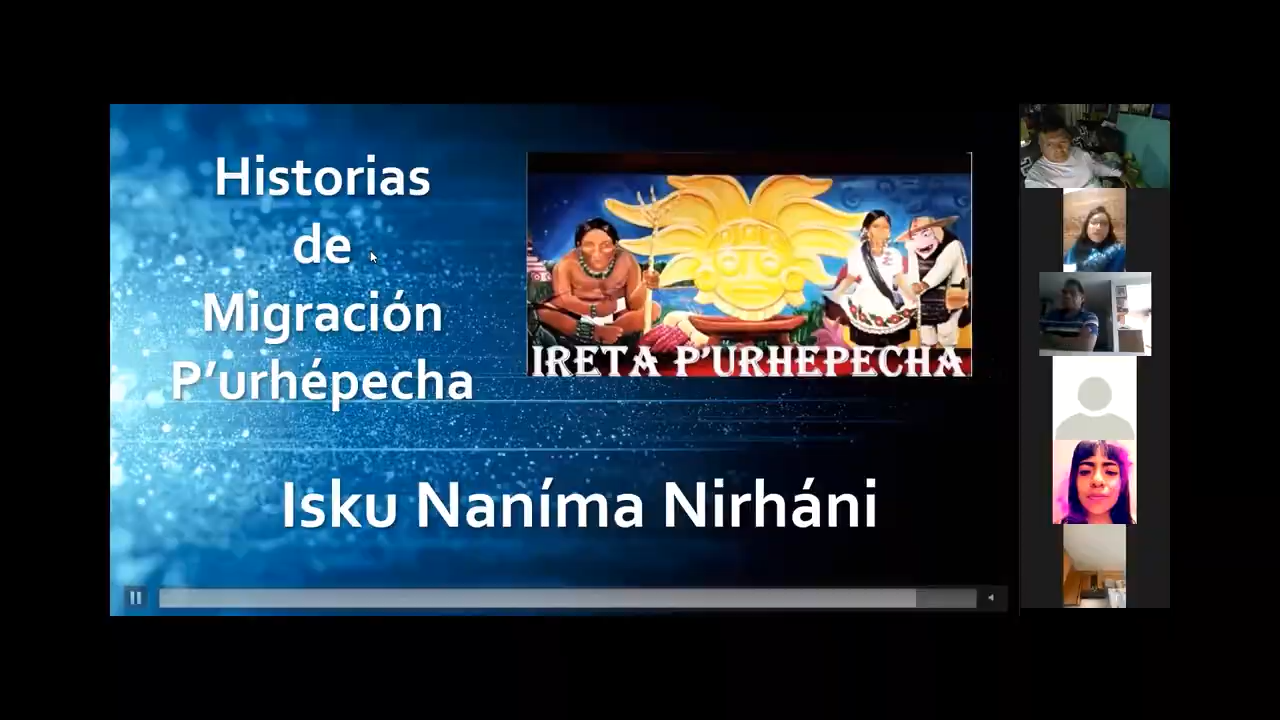 Historias
de
Migración
P'urhépecha
IRETA P'URHEPECHA
Isku Naníma Nirháni